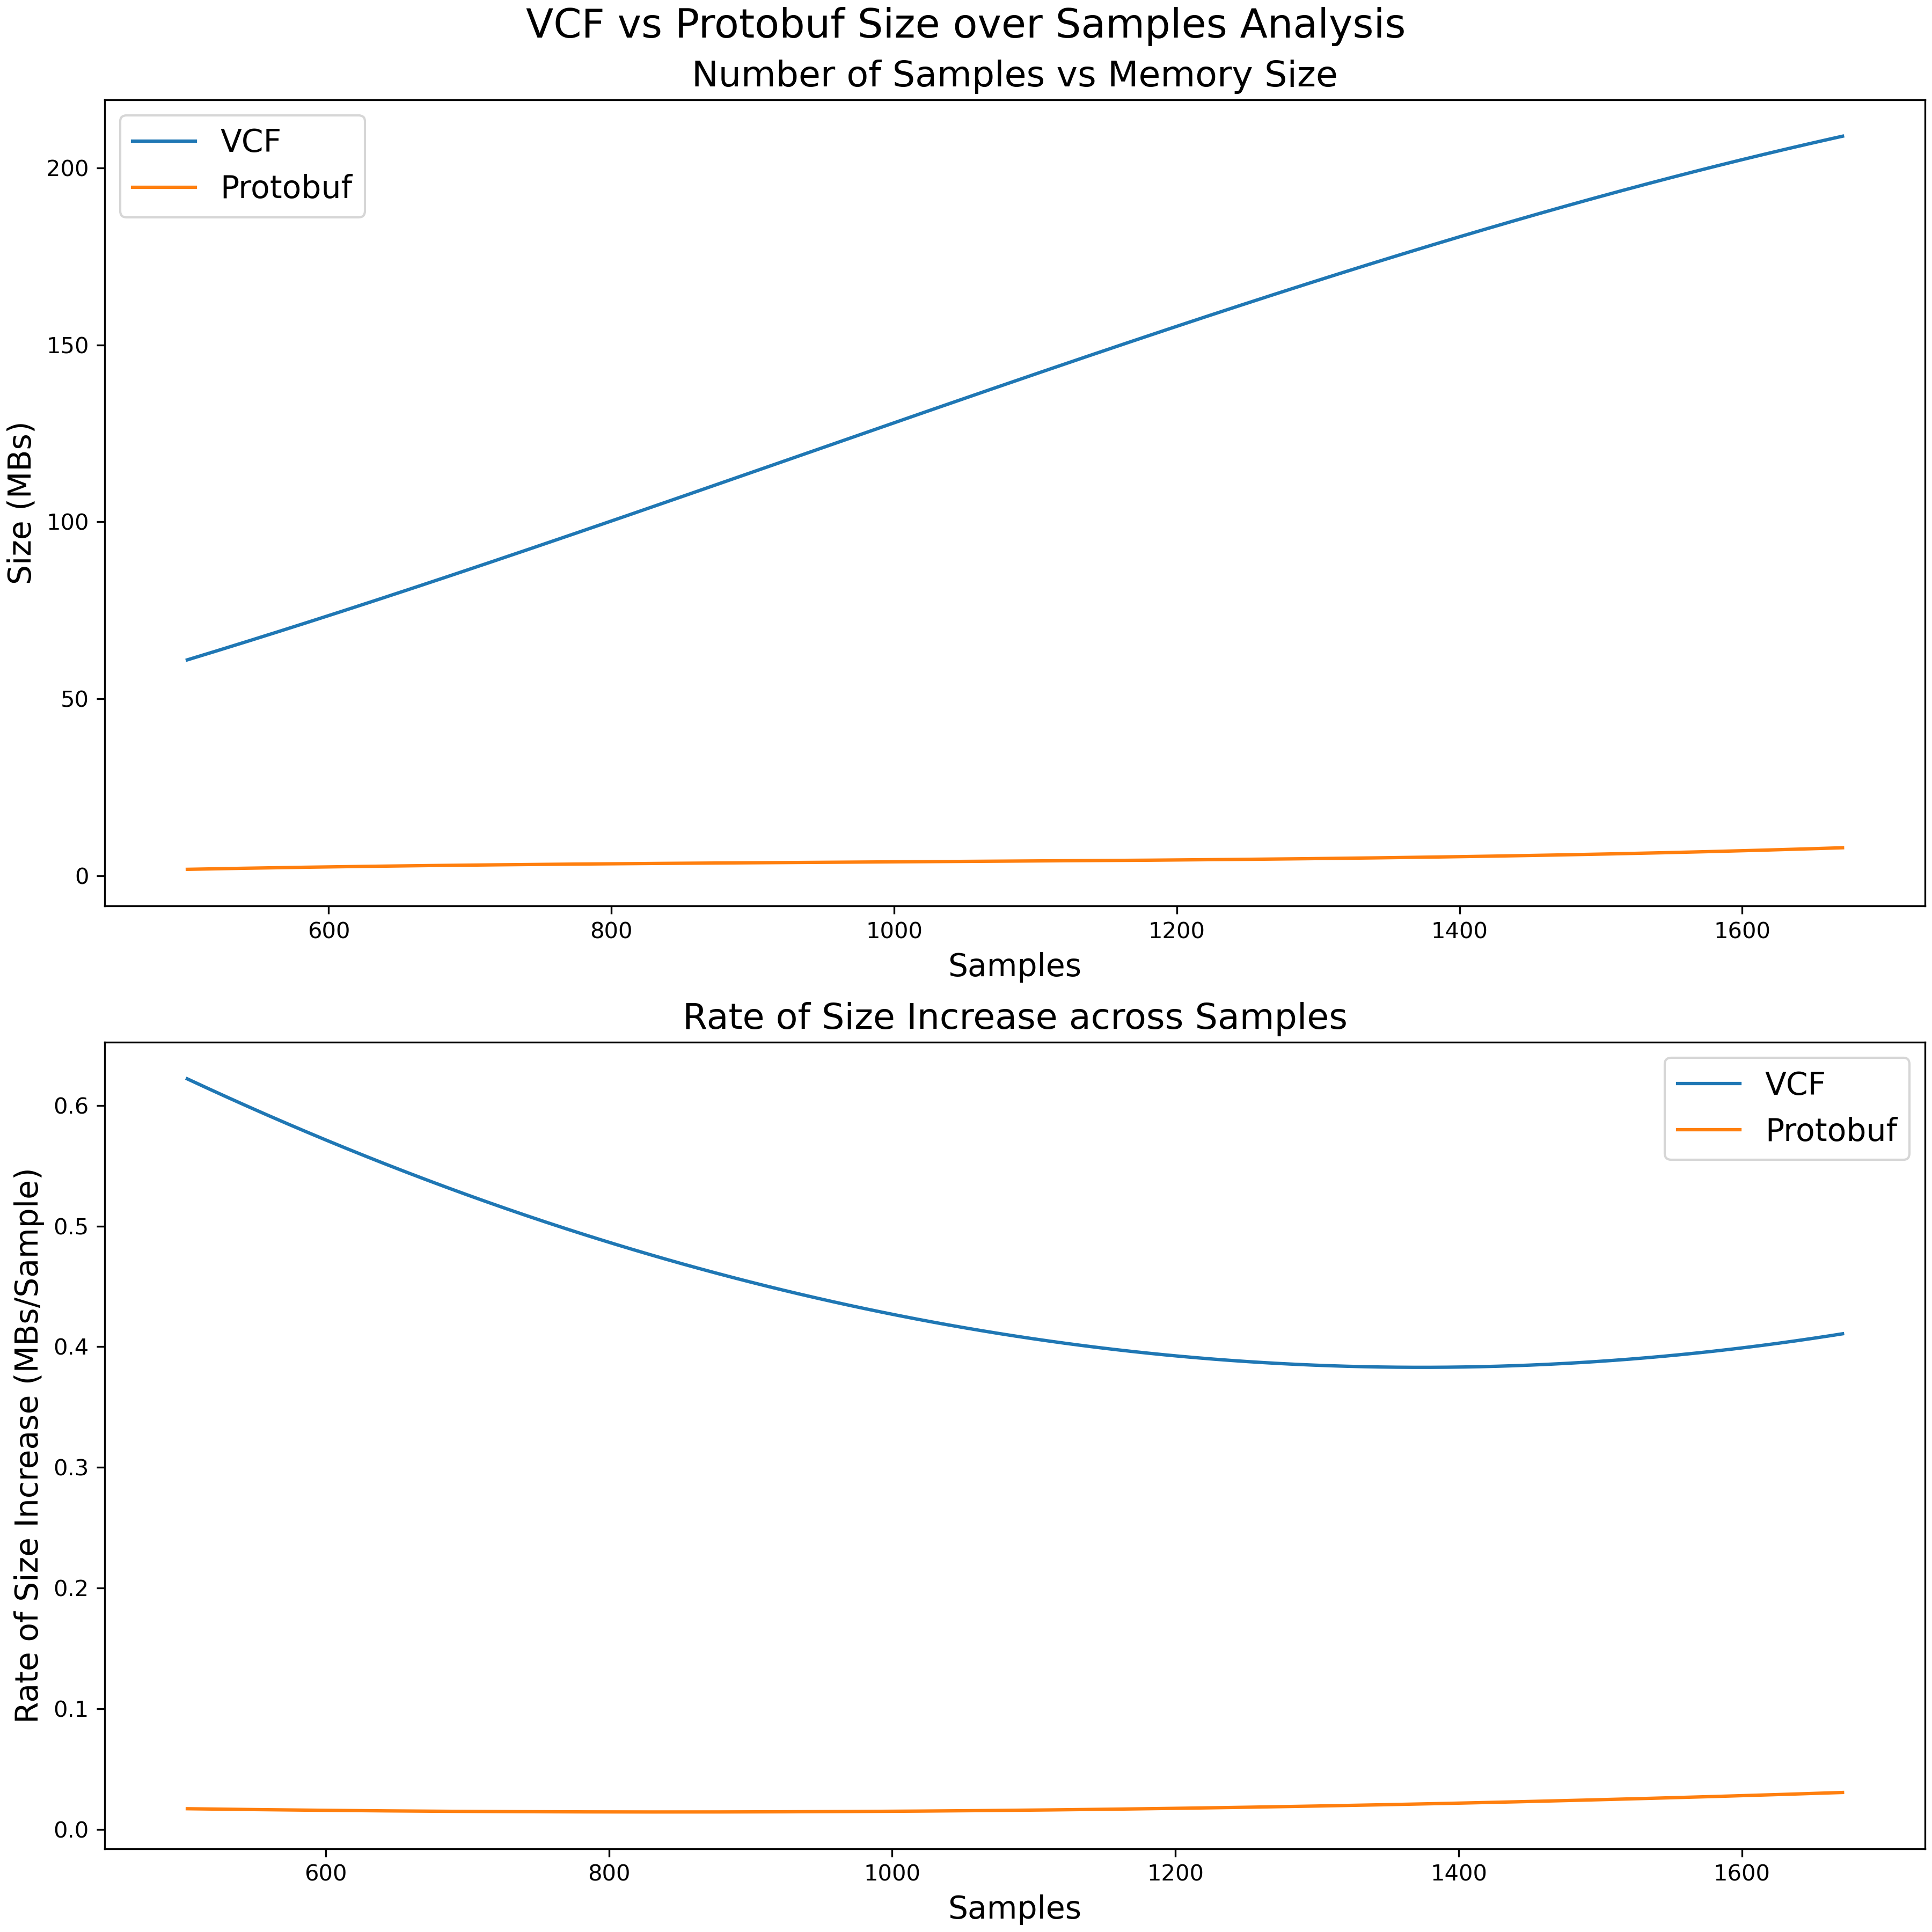 VCF vs Protobuf Size over Samples Analysis
Number of Samples vs Memory Size
VCF
Protobuf
Size (MBs)
200
150
100
50
0
600 800 1000 1200 1400 1600
Samples
Rate of Size Increase across Samples
VCF
Protobuf
Rate of Size Increase (MBs/Sample)
0.6
0.5
0.4
0.3
0.2
0.1
0.0
600 800 1000 1200 1400 1600
Samples